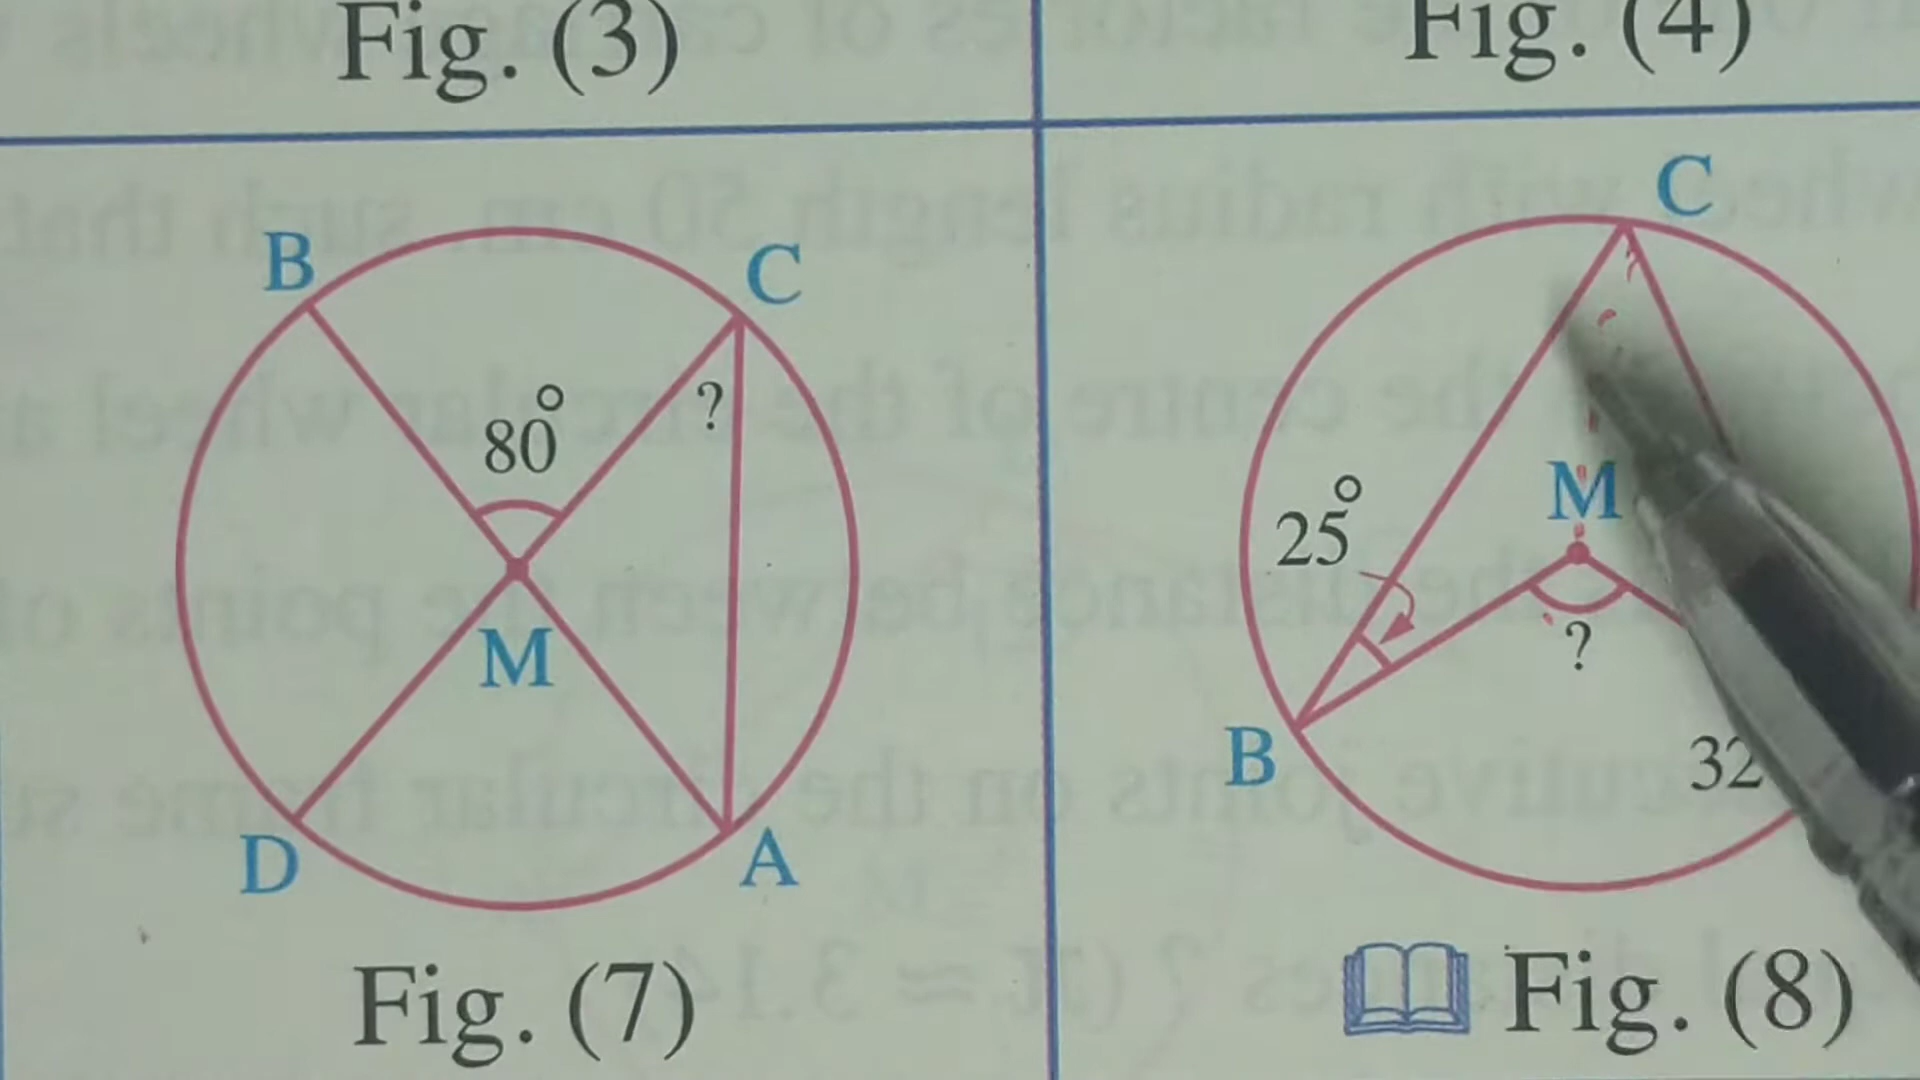 Fig. (3)
Fig. (4)
B
C
80°
?
M
D
A
Fig. (7)
C
25°
M
?
B
32
Fig. (8)